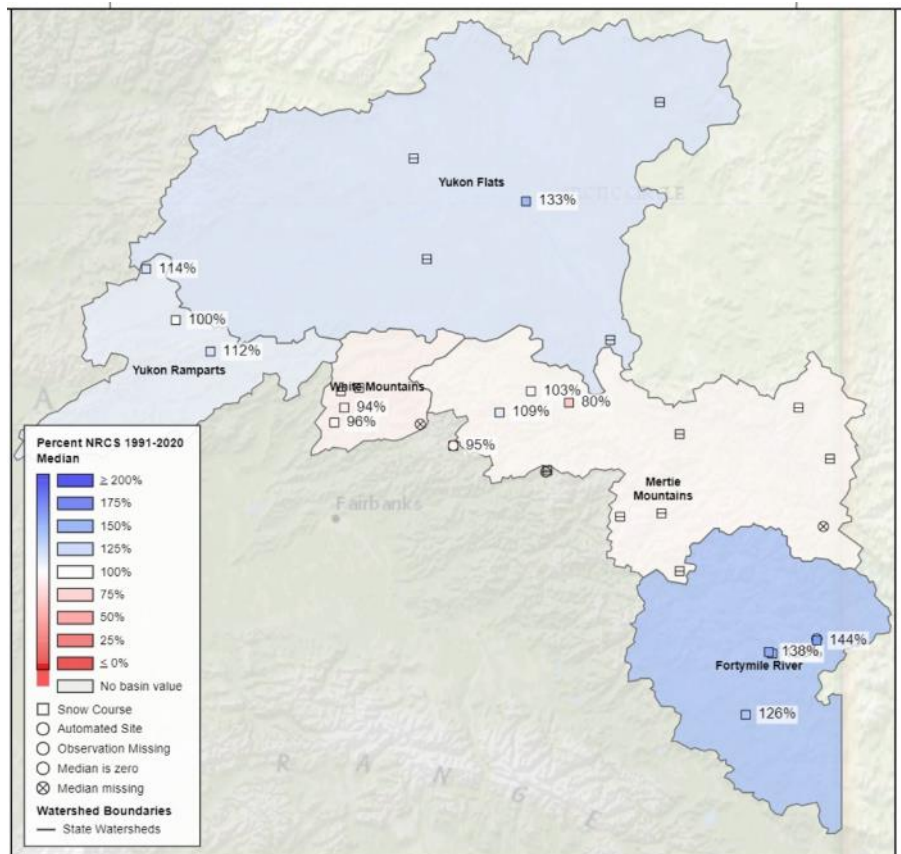 Yukon Flats
133%
114%
100%
112%
Yukon Ramparts
White Mountains
103%
80%
94%
109%
96%
95%
Mertie
Mountains
Fairbanks
144%
138%
Fortymile River
126%
R A N G E
A
Percent NRCS 1991-2020
Median
≥ 200%
175%
150%
125%
100%
75%
50%
25%
≤ 0%
No basin value
Snow Course
Automated Site
Observation Missing
Median is zero
Median missing
Watershed Boundaries
State Watersheds